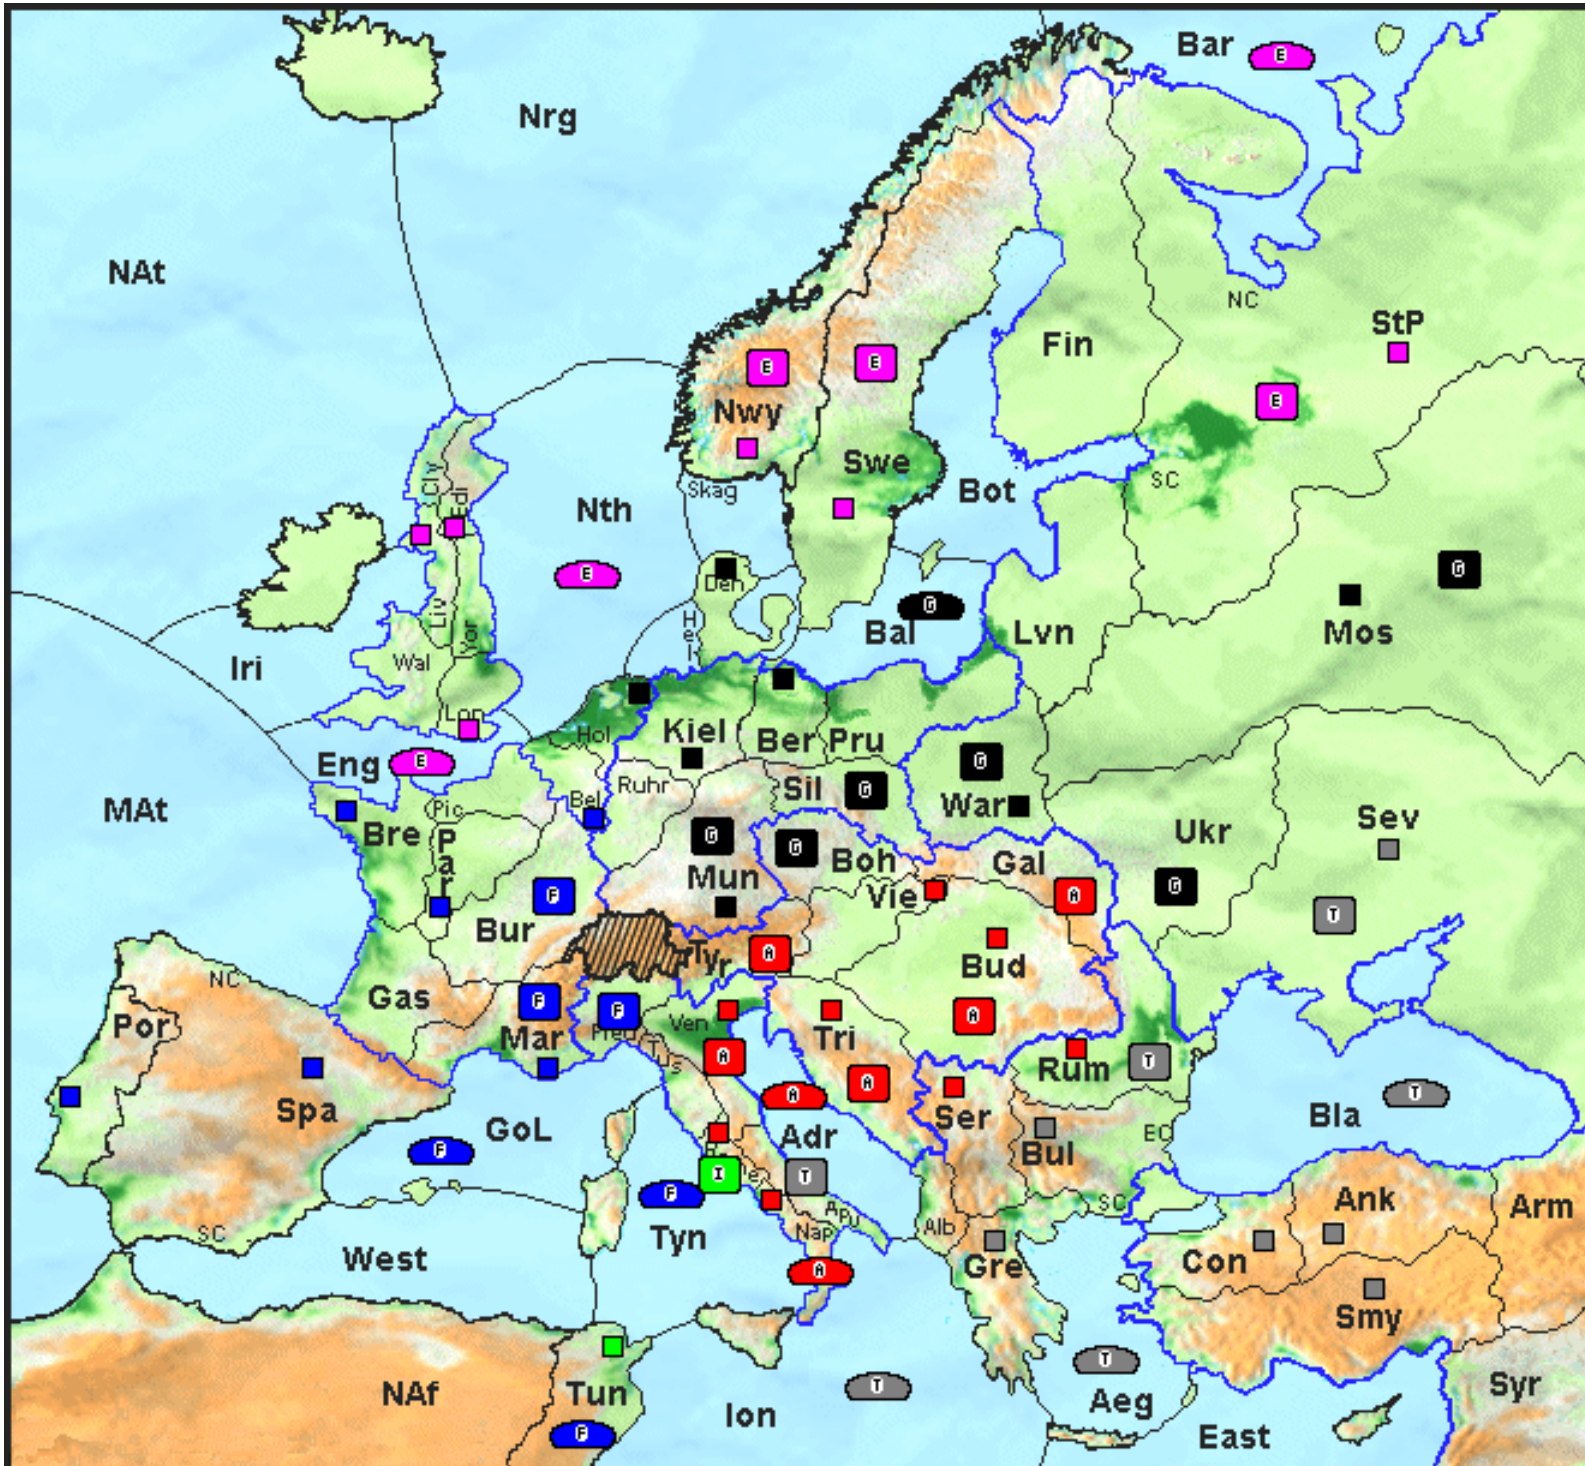 Bar
E
Nrg
NAt
NC
StP
Fin
E
E
Nwy
E
Swe
SC
Skag
Bot
Cly
Edi
Nth
E
Den
G
Bal
Lvn
G
Mos
Hel
Liv
Yor
Iri
Wal
Lon
Hol
Kiel
Ber
Pru
Eng
E
Ruhr
Sil
G
G
War
MAt
Bre
Pic
Bel
Par
G
G
Boh
Gal
Ukr
Sev
Mun
Vie
A
G
T
F
Bur
Tyr
A
Bud
NC
Gas
F
Mar
F
Pied
Ven
Tus
A
Tri
A
Por
Rum
T
Spa
GoL
A
A
Ser
Bla
T
F
Adr
Bul
EC
F
I
T
Ank
Arm
SC
West
Tyn
Apu
Nap
Alb
Gre
SC
Con
A
Smy
NAf
Tun
T
T
Ion
Aeg
Syr
F
East